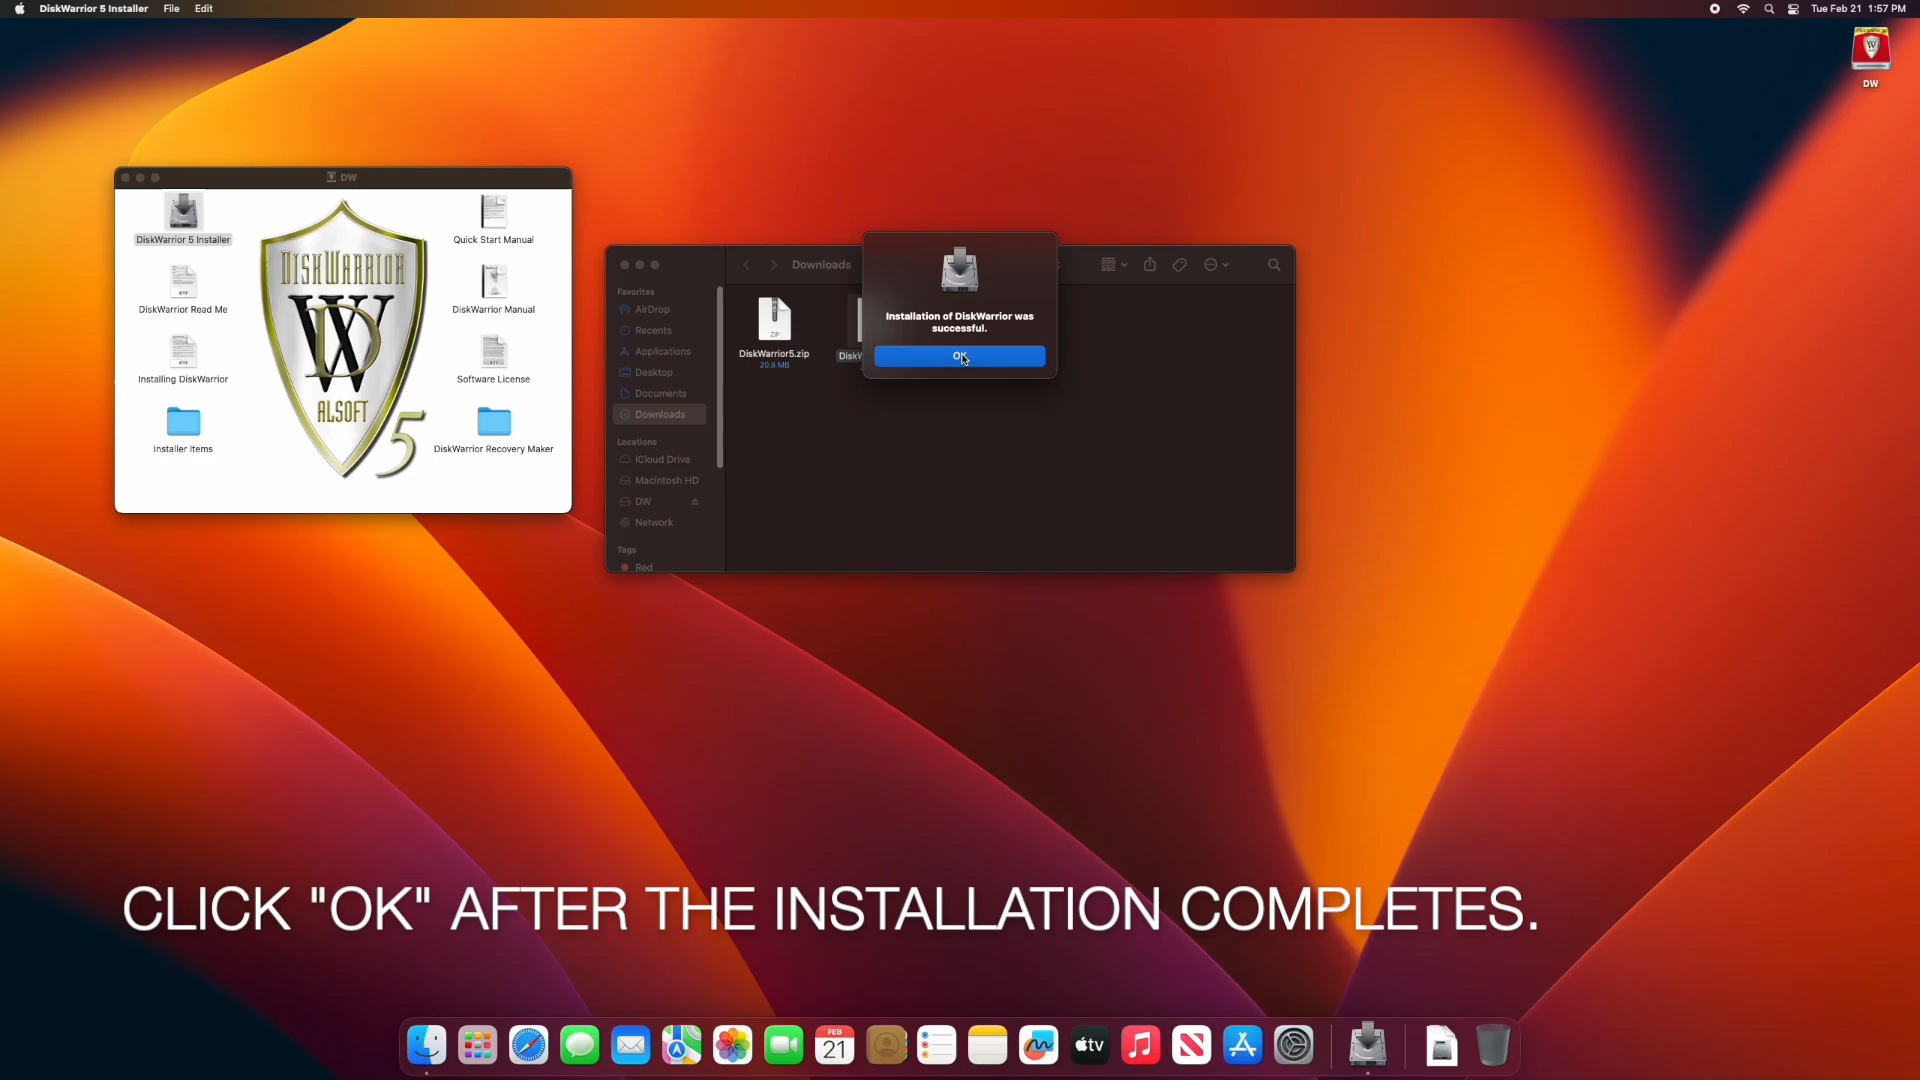 DiskWarrior 5 Installer File Edit
Tue Feb 21 1:57 PM
DW
DW
DiskWarrior 5 Installer
Quick Start Manual
DiskWarrior Read Me
DiskWarrior Manual
Installing DiskWarrior
Software License
Installer Items
DiskWarrior Recovery Maker
DISKWARRIOR
ALSOFT
5
Downloads
Favorites
AirDrop
Recents
Applications
Desktop
Documents
Downloads
Locations
iCloud Drive
Macintosh HD
DW
Network
Tags
Red
ZIP
DiskWarrior5.zip
20.8 MB
Installation of DiskWarrior was
successful.
OK
CLICK "OK" AFTER THE INSTALLATION COMPLETES.
FEB
21
tv